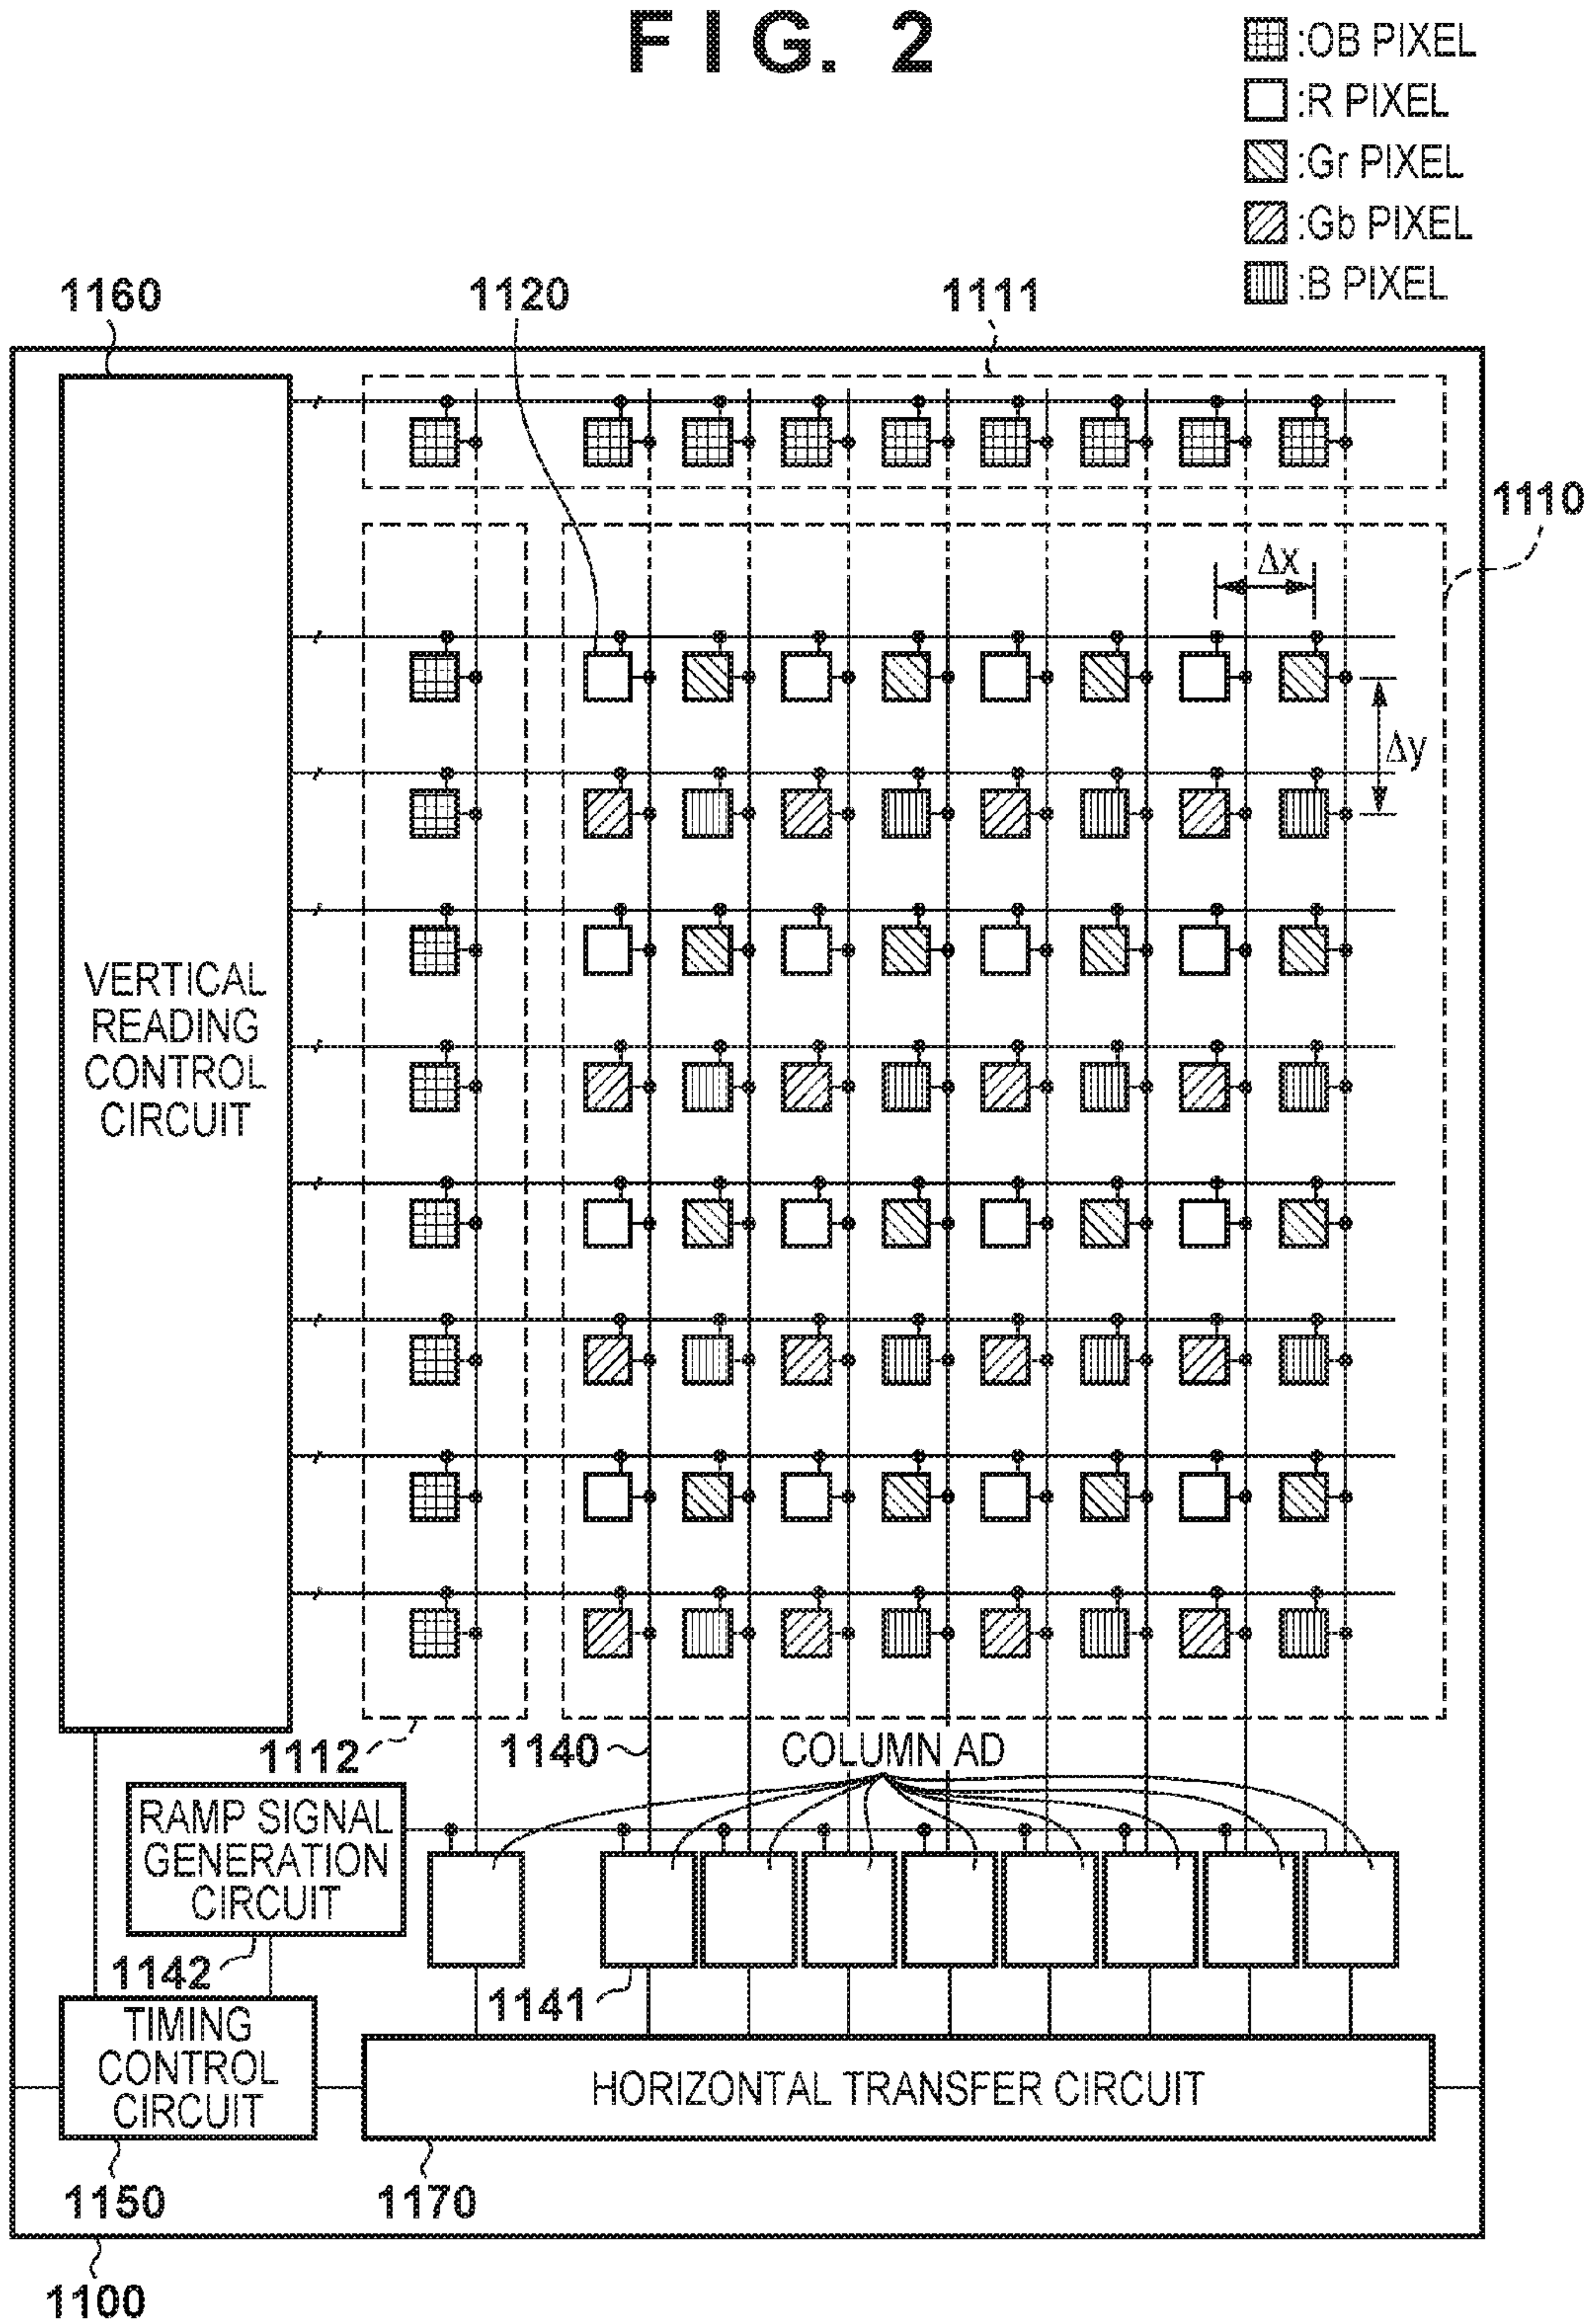 FIG. 2
:OB PIXEL
:R PIXEL
:Gr PIXEL
:Gb PIXEL
:B PIXEL
1160
1120
1111
1110
Δx
Δy
VERTICAL
READING
CONTROL
CIRCUIT
1112
1140
COLUMN AD
RAMP SIGNAL
GENERATION
CIRCUIT
1142
1141
TIMING
CONTROL
CIRCUIT
HORIZONTAL TRANSFER CIRCUIT
1150
1170
1100